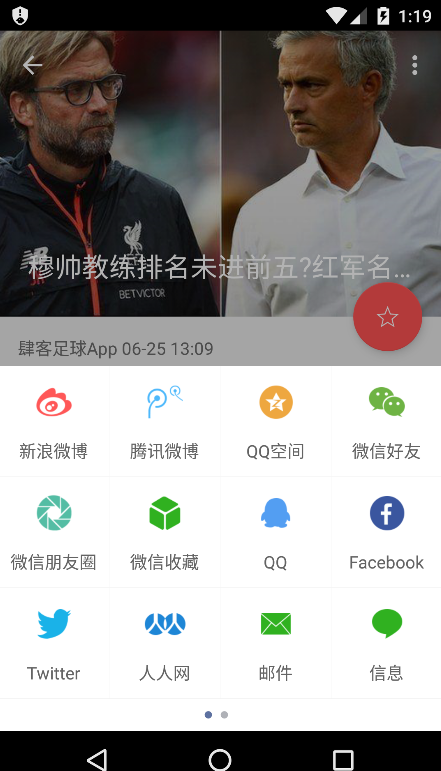 1:19
BETVICTOR
穆帅教练排名未进前五?红军名...
肆客足球App 06-25 13:09
新浪微博
腾讯微博
QQ空间
微信好友
微信朋友圈
微信收藏
QQ
Facebook
Twitter
人人网
邮件
信息